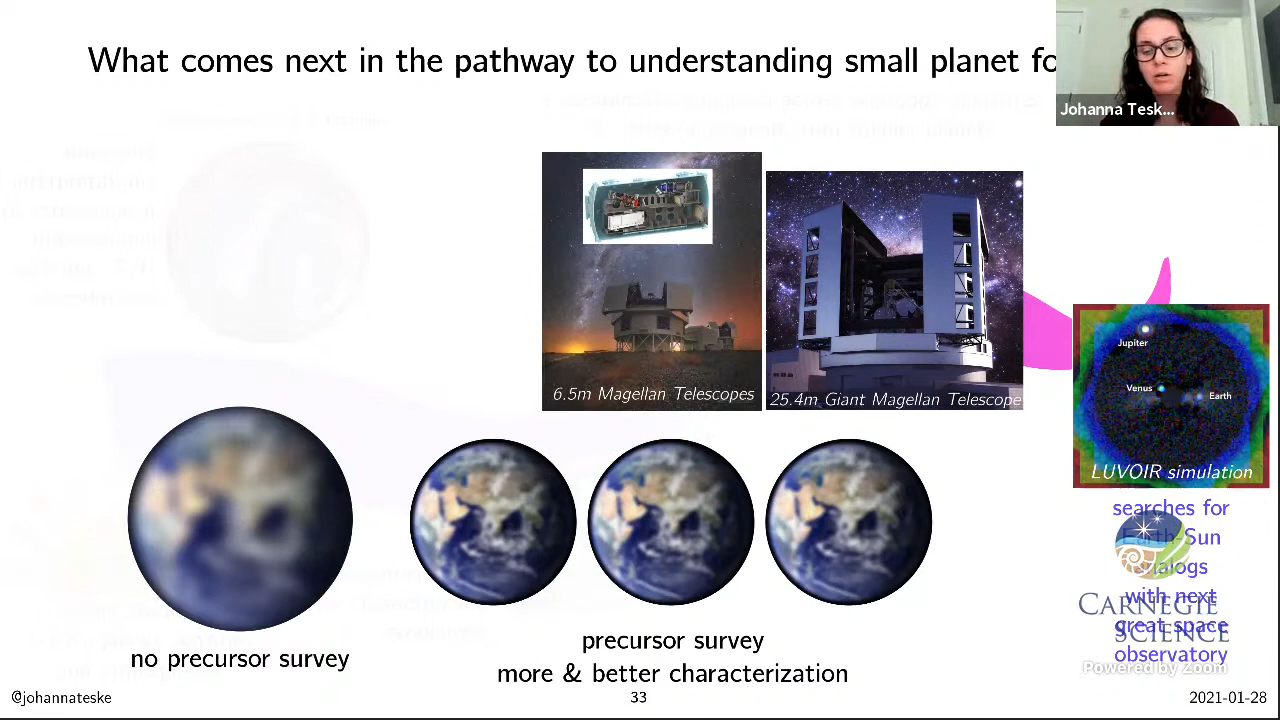 What comes next in the pathway to understanding small planet fo
Johanna Tesk...
6.5m Magellan Telescopes
25.4m Giant Magellan Telescope
Jupiter
Venus
Earth
LUVOIR simulation
searches for
Earth-Sun
alogs
with next
great space
observatory
CARNEGIE
SCIENCE
Powered by Zoom
no precursor survey
precursor survey
more & better characterization
@johannateske
33
2021-01-28